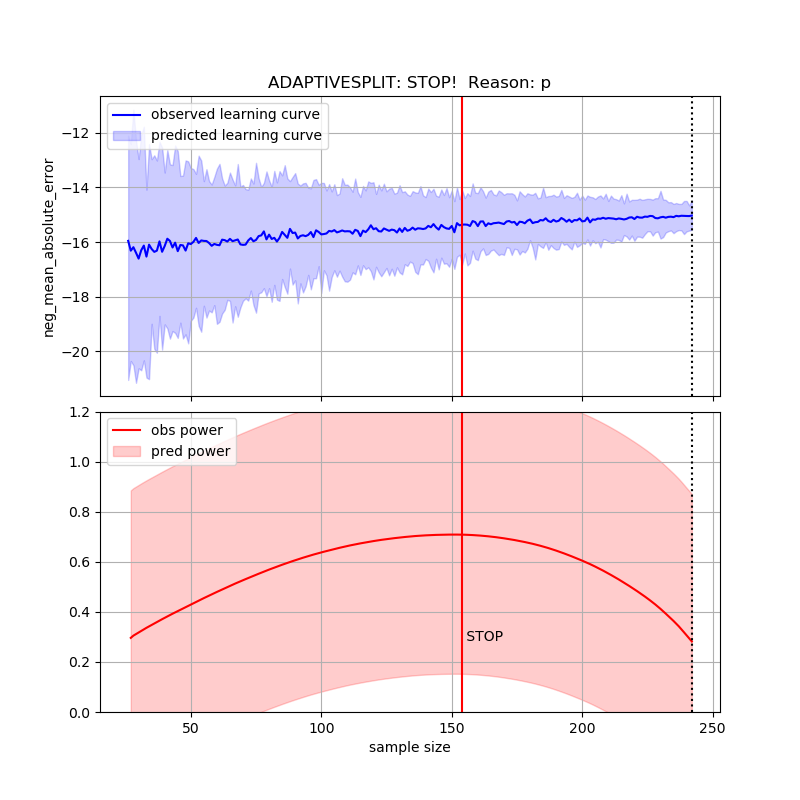 ADAPTIVESPLIT: STOP!  Reason: p
observed learning curve
predicted learning curve
neg_mean_absolute_error
−12
−14
−16
−18
−20
obs power
pred power
1.2
1.0
0.8
0.6
0.4
0.2
0.0
STOP
50
100
150
200
250
sample size